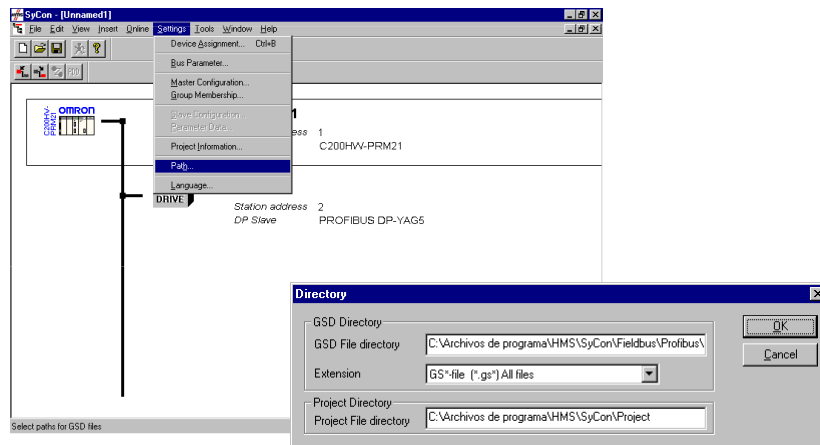 SyCon - [Unnamed1]
File Edit View Insert Online Settings Tools Window Help
Device Assignment... Ctrl+B
Bus Parameter...
Master Configuration...
Group Membership...
Slave Configuration...
Parameter Data...
Project Information...
Path...
Language...
C200HW-
PRM21
OMRON
1
ess 1
C200HW-PRM21
DRIVE
Station address 2
DP Slave PROFIBUS DP-YAG5
Select paths for GSD files
Directory
GSD Directory
GSD File directory C:\Archivos de programa\HMS\SyCon\Fieldbus\Profibus\
Extension GS*-file (*.gs*) All files
Project Directory
Project File directory C:\Archivos de programa\HMS\SyCon\Project
OK
Cancel